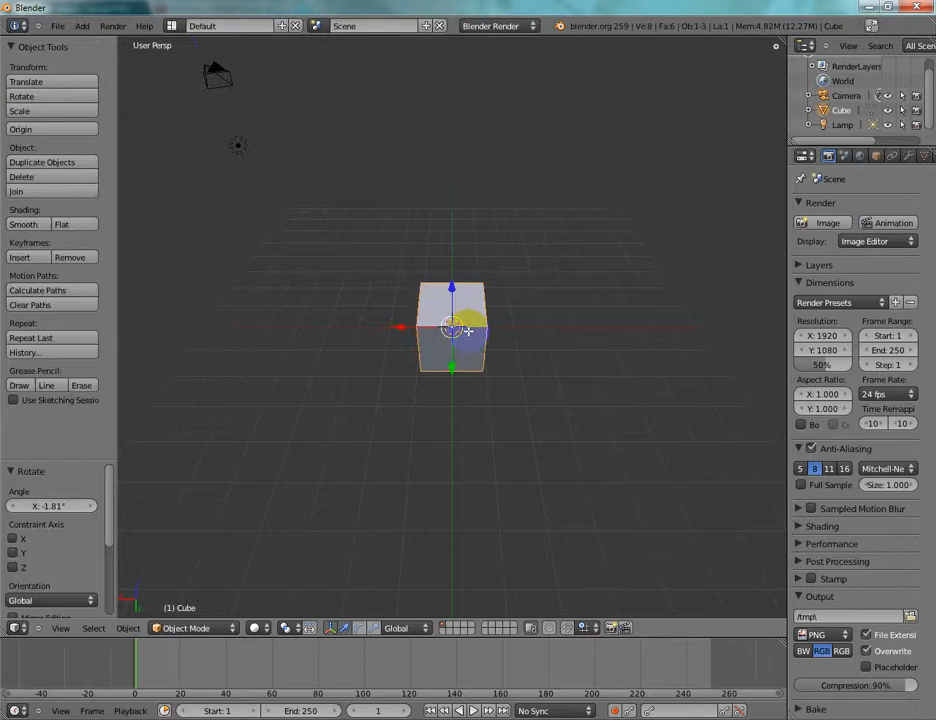 Blender
File Add Render Help Default Scene Blender Render blender.org 259 | Ve:8 | Fa:6 | Ob:1-3 | La:1 | Mem:4.82M (12.27M) | Cube
Object Tools
Transform:
Translate
Rotate
Scale
Origin
Object:
Duplicate Objects
Delete
Join
Shading:
Smooth Flat
Keyframes:
Insert Remove
Motion Paths:
Calculate Paths
Clear Paths
Repeat:
Repeat Last
History...
Grease Pencil:
Draw Line Erase
Use Sketching Sessio
Rotate
Angle
X: -1.81°
Constraint Axis
X
Y
Z
Orientation
Global
User Persp
(1) Cube
View Select Object Object Mode Global
-40 -20 0 20 40 60 80 100 120 140 160 180 200 220 240 260
View Frame Playback Start: 1 End: 250 1 No Sync
View Search All Scen
RenderLayers
World
Camera
Cube
Lamp
Scene
Render
Image Animation
Display: Image Editor
Layers
Dimensions
Render Presets
Resolution: Frame Range:
X: 1920 Start: 1
Y: 1080 End: 250
50% Step: 1
Aspect Ratio: Frame Rate:
X: 1.000 24 fps
Y: 1.000 Time Remappi
Bo Cr 10 10
Anti-Aliasing
5 8 11 16 Mitchell-Ne
Full Sample Size: 1.000
Sampled Motion Blur
Shading
Performance
Post Processing
Stamp
Output
/tmp\
PNG File Extensi
BW RGB RGB Overwrite
Placeholder
Compression: 90%
Bake